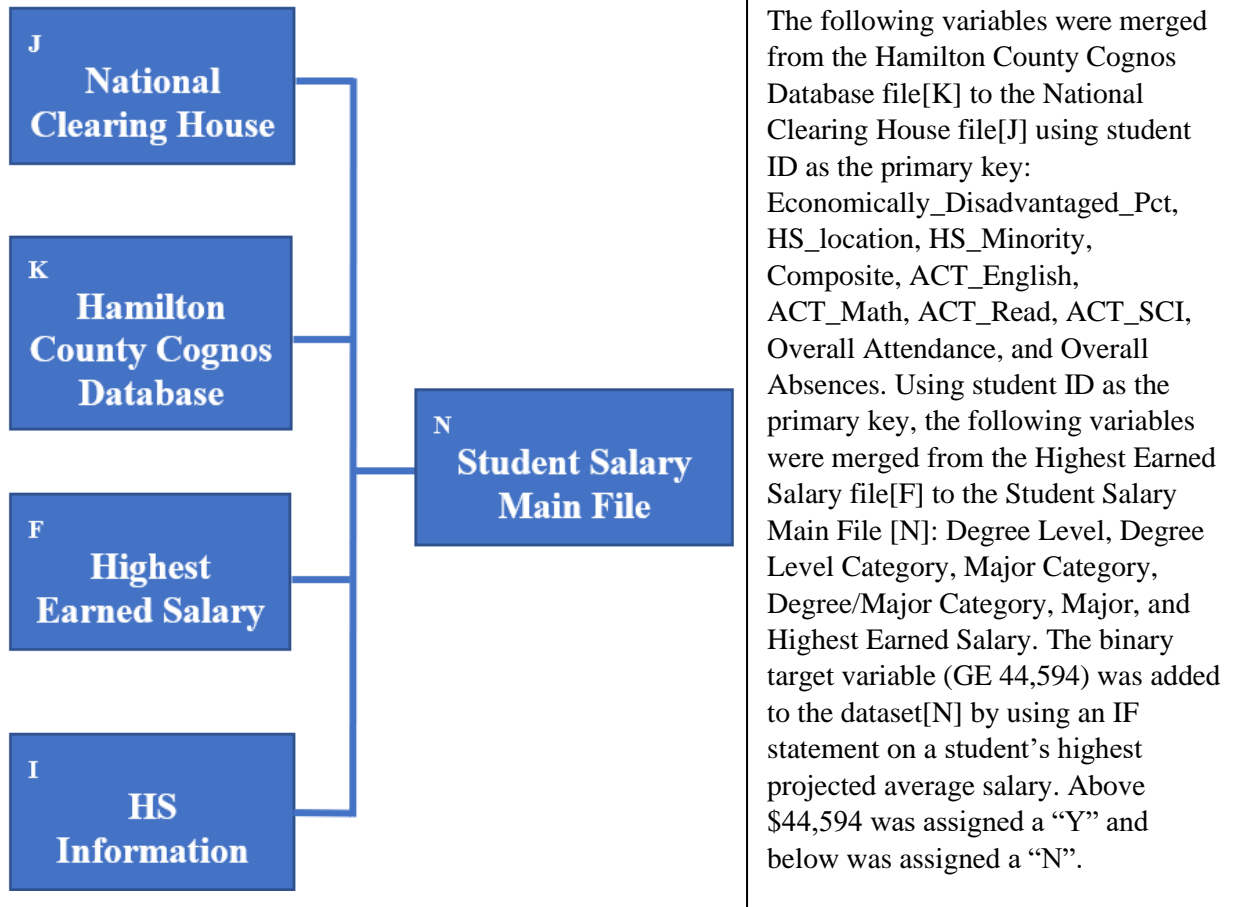 J
National
Clearing House
K
Hamilton
County Cognos
Database
F
Highest
Earned Salary
I
HS
Information
N
Student Salary
Main File
The following variables were merged
from the Hamilton County Cognos
Database file[K] to the National
Clearing House file[J] using student
ID as the primary key:
Economically_Disadvantaged_Pct,
HS_location, HS_Minority,
Composite, ACT_English,
ACT_Math, ACT_Read, ACT_SCI,
Overall Attendance, and Overall
Absences. Using student ID as the
primary key, the following variables
were merged from the Highest Earned
Salary file[F] to the Student Salary
Main File [N]: Degree Level, Degree
Level Category, Major Category,
Degree/Major Category, Major, and
Highest Earned Salary. The binary
target variable (GE 44,594) was added
to the dataset[N] by using an IF
statement on a student’s highest
projected average salary. Above
$44,594 was assigned a “Y” and
below was assigned a “N”.